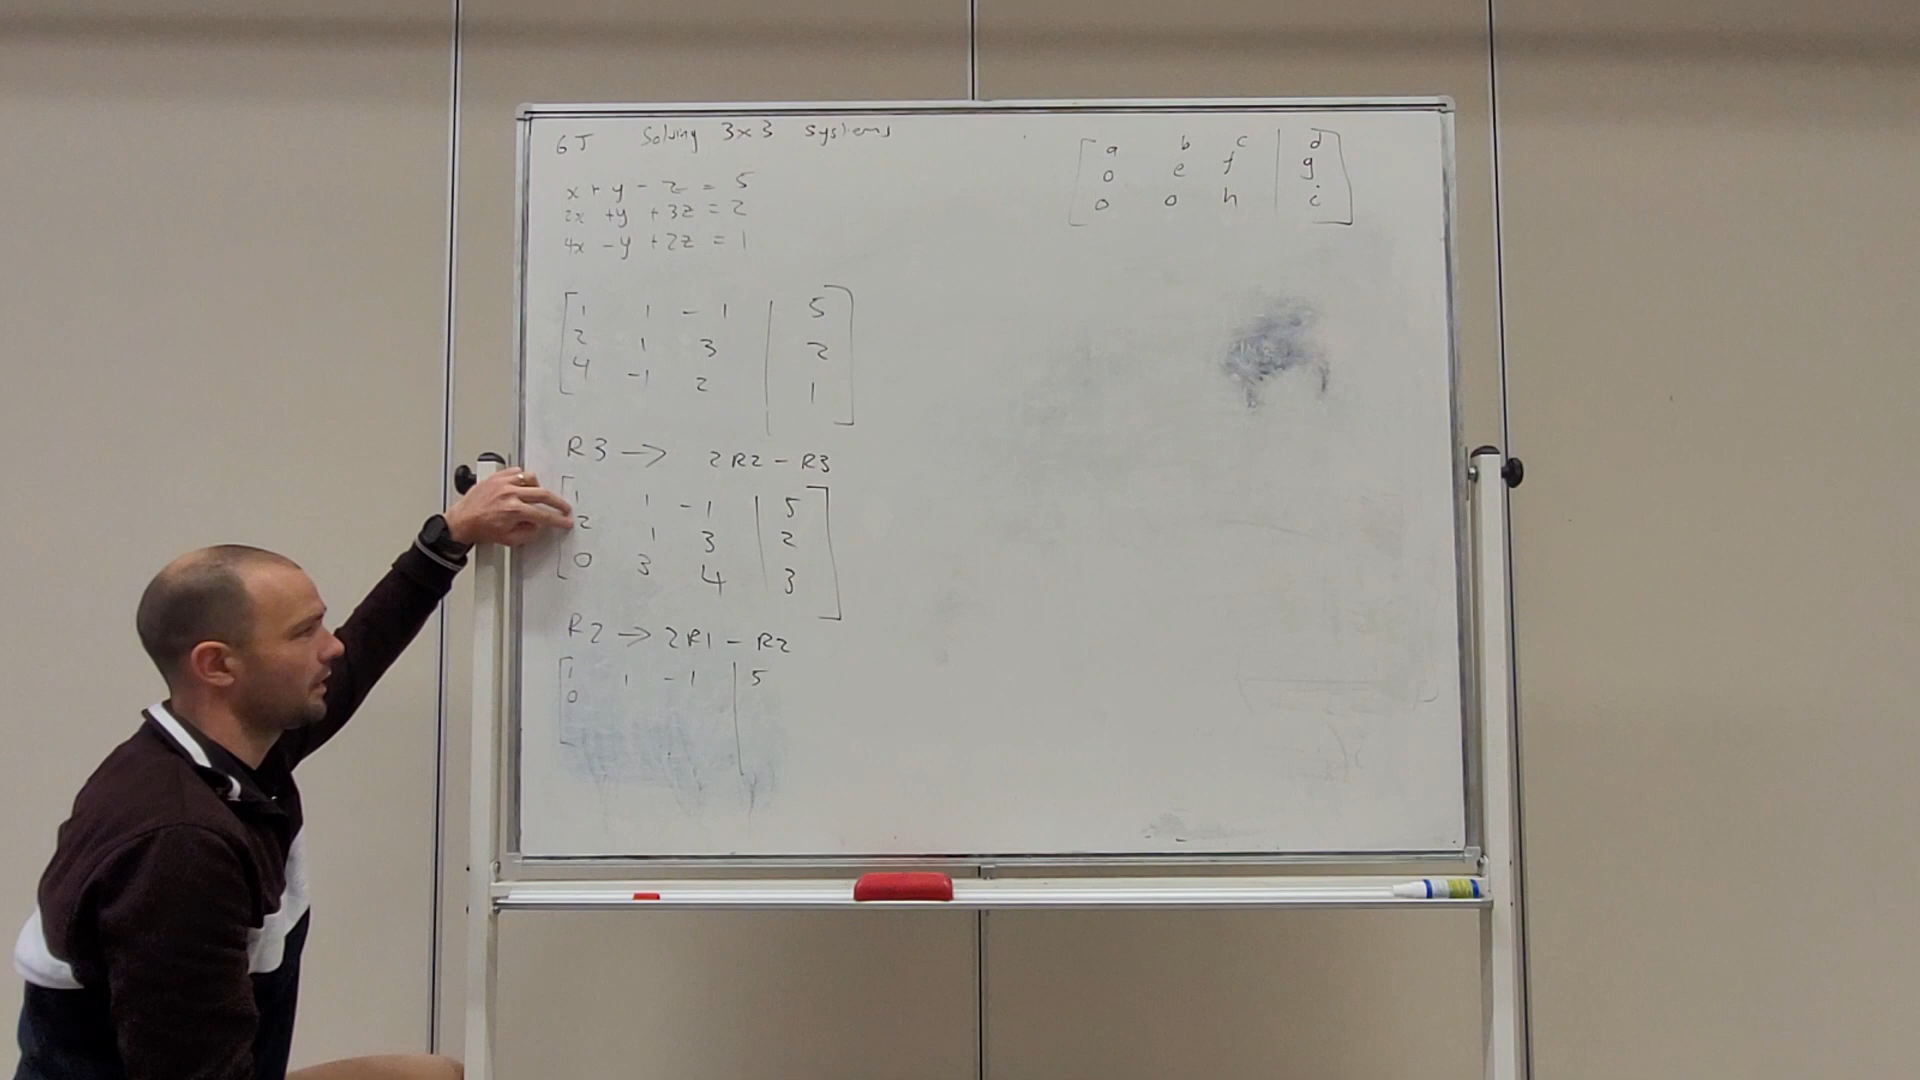 6J Solving 3x3 systems
x + y - z = 5
2x + y + 3z = 2
4x - y + 2z = 1
1 1 -1 | 5
2 1 3 | 2
4 -1 2 | 1
R3 → 2R2 - R3
1 1 -1 | 5
2 1 3 | 2
0 3 4 | 3
R2 → 2R1 - R2
1 1 -1 | 5
0
a b c | d
0 e f | g
0 0 h | i